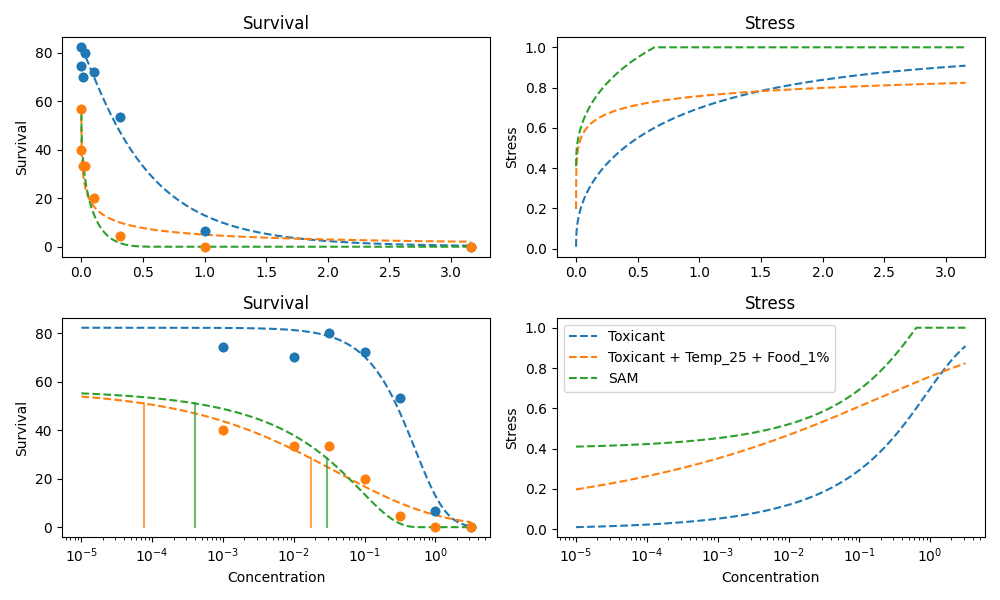 Survival
Stress
Survival
80
60
40
20
0
0.0 0.5 1.0 1.5 2.0 2.5 3.0
Stress
1.0
0.8
0.6
0.4
0.2
0.0
0.0 0.5 1.0 1.5 2.0 2.5 3.0
Survival
Stress
Survival
80
60
40
20
0
10⁻⁵ 10⁻⁴ 10⁻³ 10⁻² 10⁻¹ 10⁰
Concentration
Stress
1.0
0.8
0.6
0.4
0.2
0.0
Toxicant
Toxicant + Temp_25 + Food_1%
SAM
10⁻⁵ 10⁻⁴ 10⁻³ 10⁻² 10⁻¹ 10⁰
Concentration